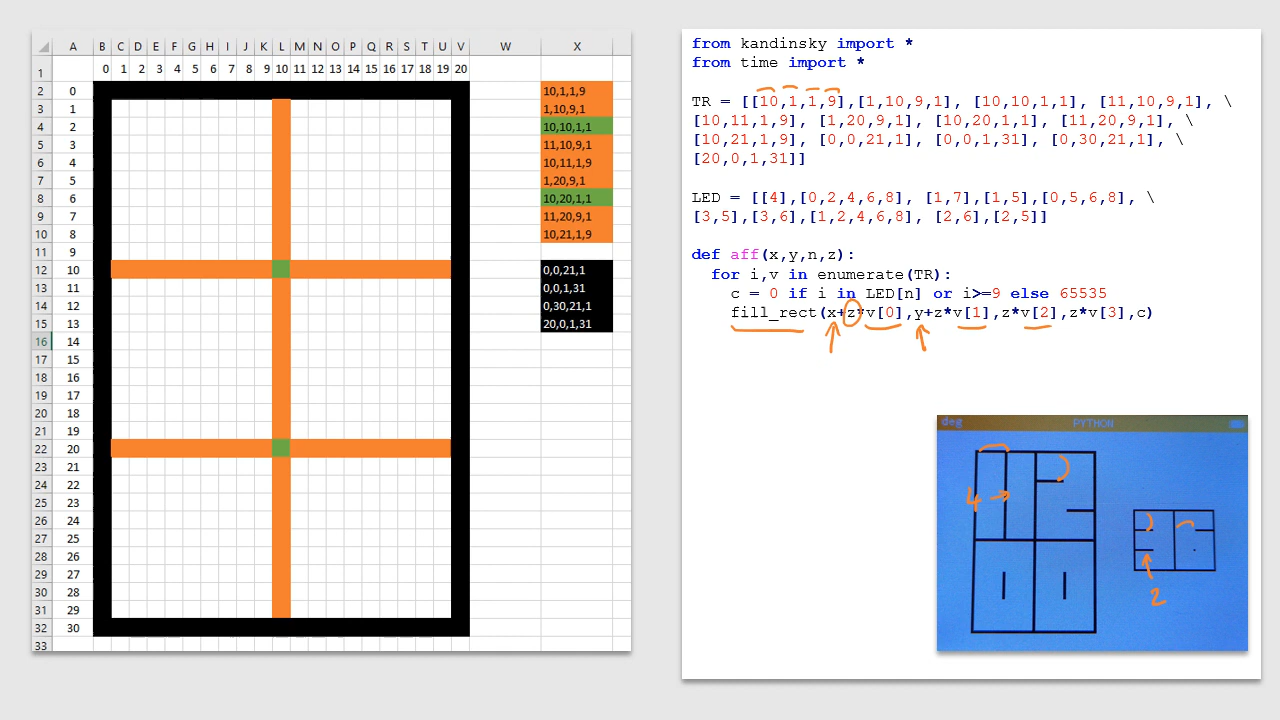 A B C D E F G H I J K L M N O P Q R S T U V W X
1 0 1 2 3 4 5 6 7 8 9 10 11 12 13 14 15 16 17 18 19 20
2 0 10,1,1,9
3 1 1,10,9,1
4 2 10,10,1,1
5 3 11,10,9,1
6 4 10,11,1,9
7 5 1,20,9,1
8 6 10,20,1,1
9 7 11,20,9,1
10 8 10,21,1,9
11 9
12 10 0,0,21,1
13 11 0,0,1,31
14 12 0,30,21,1
15 13 20,0,1,31
16 14
17 15
18 16
19 17
20 18
21 19
22 20
23 21
24 22
25 23
26 24
27 25
28 26
29 27
30 28
31 29
32 30
33
from kandinsky import *
from time import *
TR = [[10,1,1,9],[1,10,9,1], [10,10,1,1], [11,10,9,1], \
[10,11,1,9], [1,20,9,1], [10,20,1,1], [11,20,9,1], \
[10,21,1,9], [0,0,21,1], [0,0,1,31], [0,30,21,1], \
[20,0,1,31]]
LED = [[4],[0,2,4,6,8], [1,7],[1,5],[0,5,6,8], \
[3,5],[3,6],[1,2,4,6,8], [2,6],[2,5]]
def aff(x,y,n,z):
for i,v in enumerate(TR):
c = 0 if i in LED[n] or i>=9 else 65535
fill_rect(x+z*v[0],y+z*v[1],z*v[2],z*v[3],c)
deg PYTHON
4
2